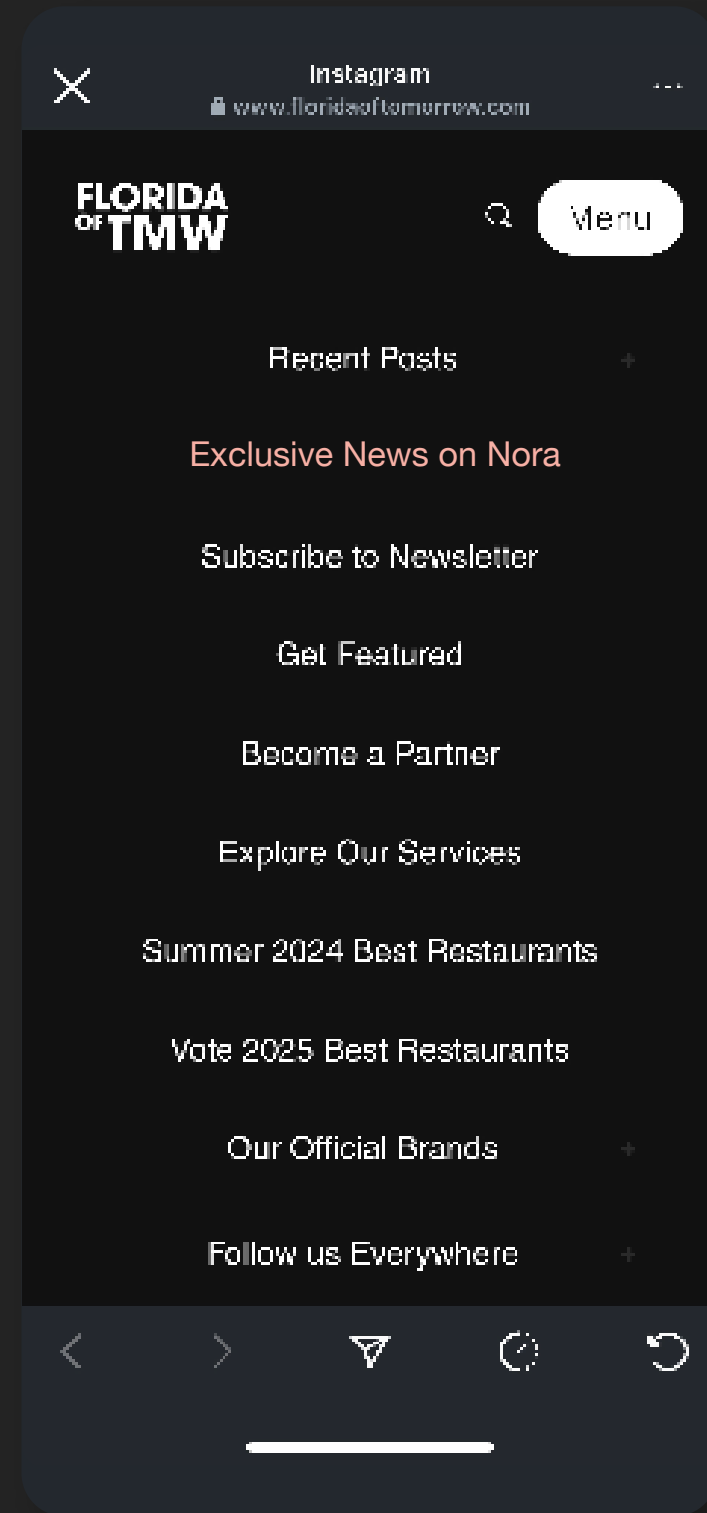 Instagram
www.floridaoftomorrow.com
FLORIDA
OF TMW
Menu
Recent Posts +
Exclusive News on Nora
Subscribe to Newsletter
Get Featured
Become a Partner
Explore Our Services
Summer 2024 Best Restaurants
Vote 2025 Best Restaurants
Our Official Brands +
Follow us Everywhere +